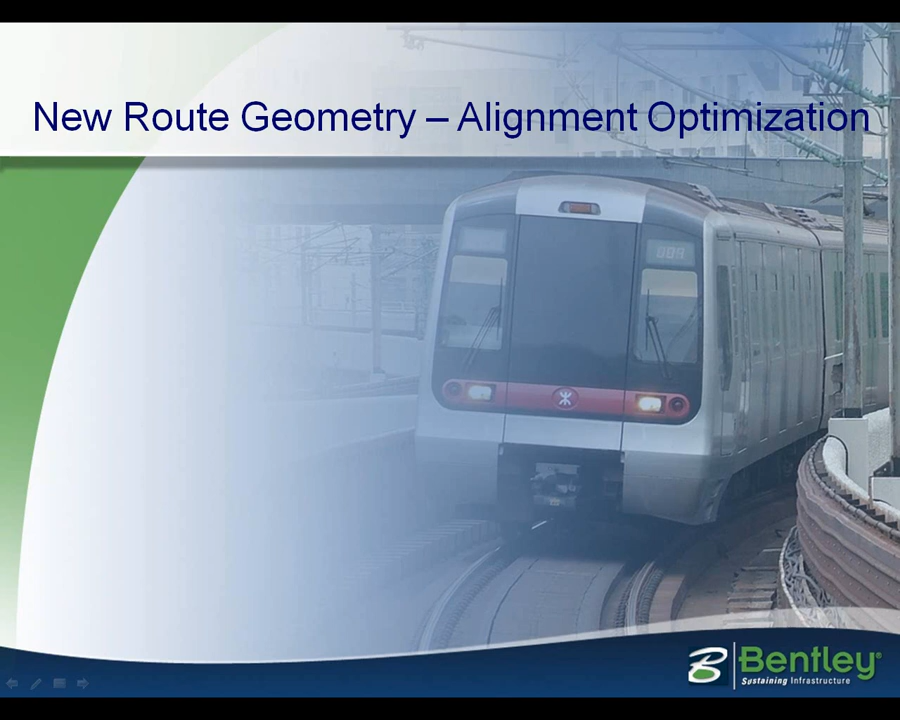 New Route Geometry – Alignment Optimization
Bentley®
Sustaining Infrastructure